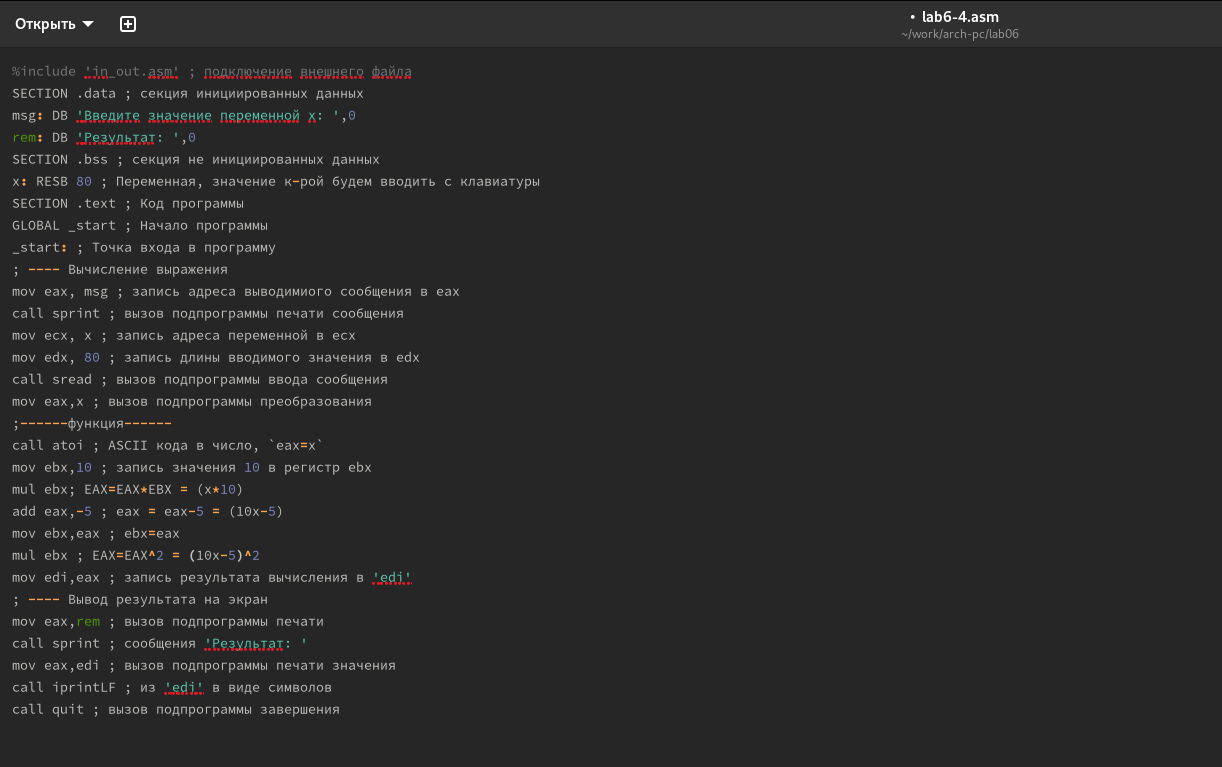 Открыть
• lab6-4.asm
~/work/arch-pc/lab06
%include 'in_out.asm' ; подключение внешнего файла
SECTION .data ; секция инициированных данных
msg: DB 'Введите значение переменной х: ',0
rem: DB 'Результат: ',0
SECTION .bss ; секция не инициированных данных
x: RESB 80 ; Переменная, значение к-рой будем вводить с клавиатуры
SECTION .text ; Код программы
GLOBAL _start ; Начало программы
_start: ; Точка входа в программу
; ---- Вычисление выражения
mov eax, msg ; запись адреса выводимиого сообщения в eax
call sprint ; вызов подпрограммы печати сообщения
mov ecx, x ; запись адреса переменной в ecx
mov edx, 80 ; запись длины вводимого значения в edx
call sread ; вызов подпрограммы ввода сообщения
mov eax,x ; вызов подпрограммы преобразования
;------функция------
call atoi ; ASCII кода в число, `eax=x`
mov ebx,10 ; запись значения 10 в регистр ebx
mul ebx; EAX=EAX*EBX = (x*10)
add eax,-5 ; eax = eax-5 = (10x-5)
mov ebx,eax ; ebx=eax
mul ebx ; EAX=EAX^2 = (10x-5)^2
mov edi,eax ; запись результата вычисления в 'edi'
; ---- Вывод результата на экран
mov eax,rem ; вызов подпрограммы печати
call sprint ; сообщения 'Результат: '
mov eax,edi ; вызов подпрограммы печати значения
call iprintLF ; из 'edi' в виде символов
call quit ; вызов подпрограммы завершения